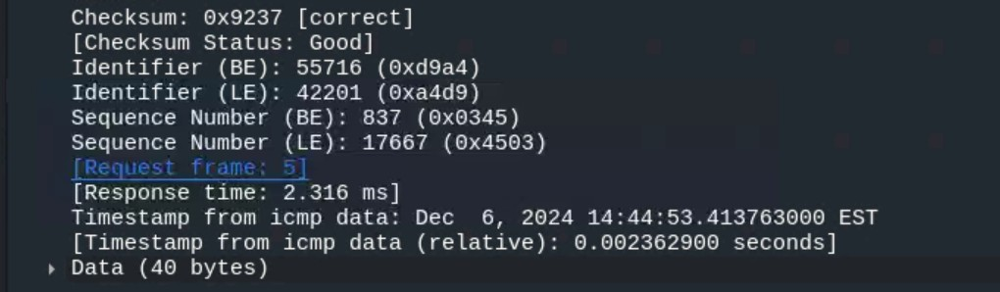 Checksum: 0x9237 [correct]
[Checksum Status: Good]
Identifier (BE): 55716 (0xd9a4)
Identifier (LE): 42201 (0xa4d9)
Sequence Number (BE): 837 (0x0345)
Sequence Number (LE): 17667 (0x4503)
[Request frame: 5]
[Response time: 2.316 ms]
Timestamp from icmp data: Dec  6, 2024 14:44:53.413763000 EST
[Timestamp from icmp data (relative): 0.002362900 seconds]
Data (40 bytes)